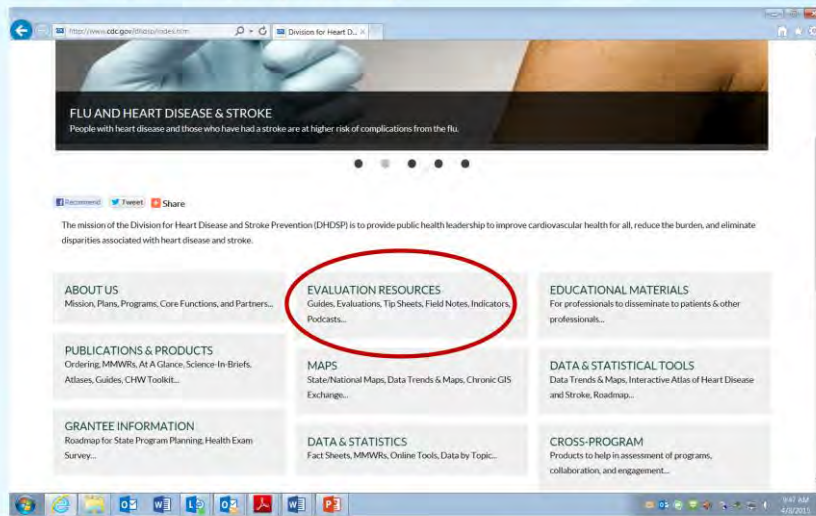 http://www.cdc.gov/dhdsp/index.htm
Division for Heart D...
FLU AND HEART DISEASE & STROKE
People with heart disease and those who have had a stroke are at higher risk of complications from the flu.
Recommend Tweet Share
The mission of the Division for Heart Disease and Stroke Prevention (DHDSP) is to provide public health leadership to improve cardiovascular health for all, reduce the burden, and eliminate
disparities associated with heart disease and stroke.
ABOUT US
Mission, Plans, Programs, Core Functions, and Partners...
EVALUATION RESOURCES
Guides, Evaluations, Tip Sheets, Field Notes, Indicators,
Podcasts...
EDUCATIONAL MATERIALS
For professionals to disseminate to patients & other
professionals...
PUBLICATIONS & PRODUCTS
Ordering, MMWRs, At A Glance, Science-In-Briefs,
Atlases, Guides, CHW Toolkit...
MAPS
State/National Maps, Data Trends & Maps, Chronic GIS
Exchange...
DATA & STATISTICAL TOOLS
Data Trends & Maps, Interactive Atlas of Heart Disease
and Stroke, Roadmap...
GRANTEE INFORMATION
Roadmap for State Program Planning, Health Exam
Survey...
DATA & STATISTICS
Fact Sheets, MMWRs, Online Tools, Data by Topic...
CROSS-PROGRAM
Products to help in assessment of programs,
collaboration, and engagement...
9:47 AM
4/3/2015